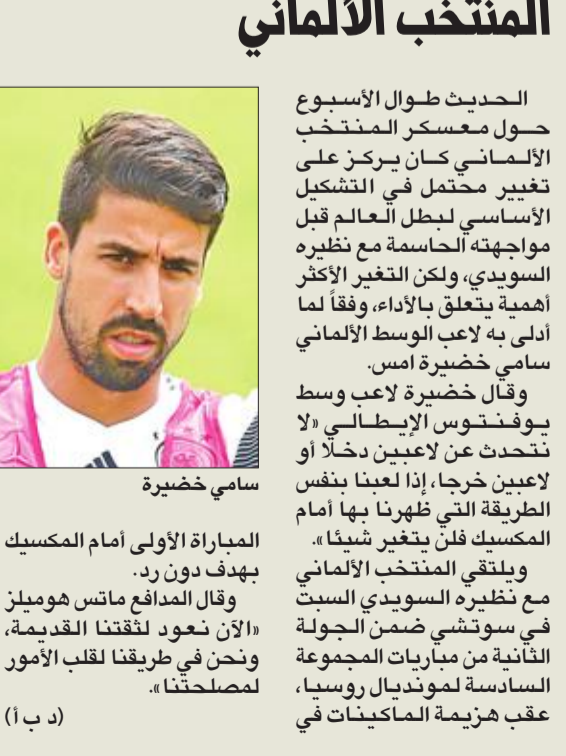 المنتخب الألماني
الحديث طوال الأسبوع
حول معسكر المنتخب
الألماني كان يركز على
تغيير محتمل في التشكيل
الأساسي لبطل العالم قبل
مواجهته الحاسمة مع نظيره
السويدي، ولكن التغير الأكثر
أهمية يتعلق بالأداء، وفقاً لما
أدلى به لاعب الوسط الألماني
سامي خضيرة امس.
وقال خضيرة لاعب وسط
يوفنتوس الإيطالي «لا
نتحدث عن لاعبين دخلا أو
لاعبين خرجا، إذا لعبنا بنفس
الطريقة التي ظهرنا بها أمام
المكسيك فلن يتغير شيئا».
ويلتقي المنتخب الألماني
مع نظيره السويدي السبت
في سوتشي ضمن الجولة
الثانية من مباريات المجموعة
السادسة لمونديال روسيا،
عقب هزيمة الماكينات في
سامي خضيرة
المباراة الأولى أمام المكسيك
بهدف دون رد.
وقال المدافع ماتس هوميلز
«الآن نعود لثقتنا القديمة،
ونحن في طريقنا لقلب الأمور
لمصلحتنا».
(د ب أ)